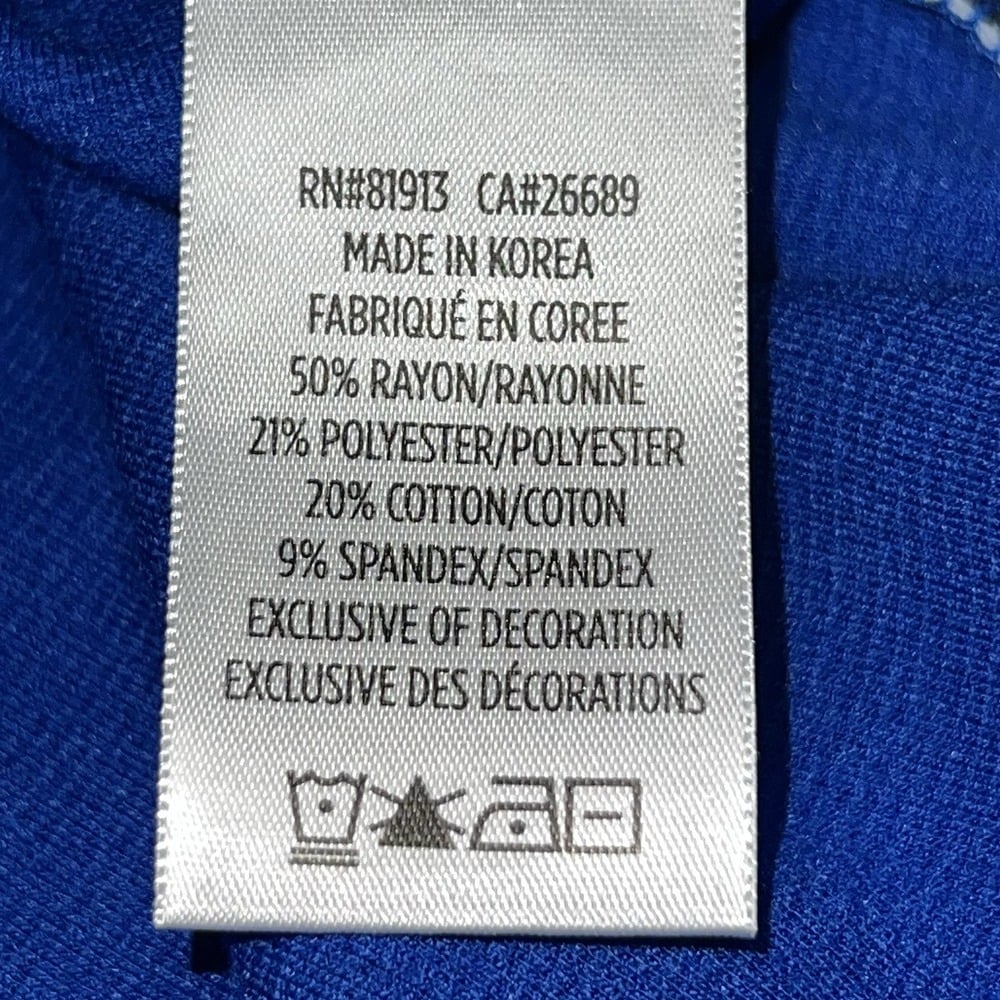 RN#81913 CA#26689
MADE IN KOREA
FABRIQUÉ EN COREE
50% RAYON/RAYONNE
21% POLYESTER/POLYESTER
20% COTTON/COTON
9% SPANDEX/SPANDEX
EXCLUSIVE OF DECORATION
EXCLUSIVE DES DÉCORATIONS